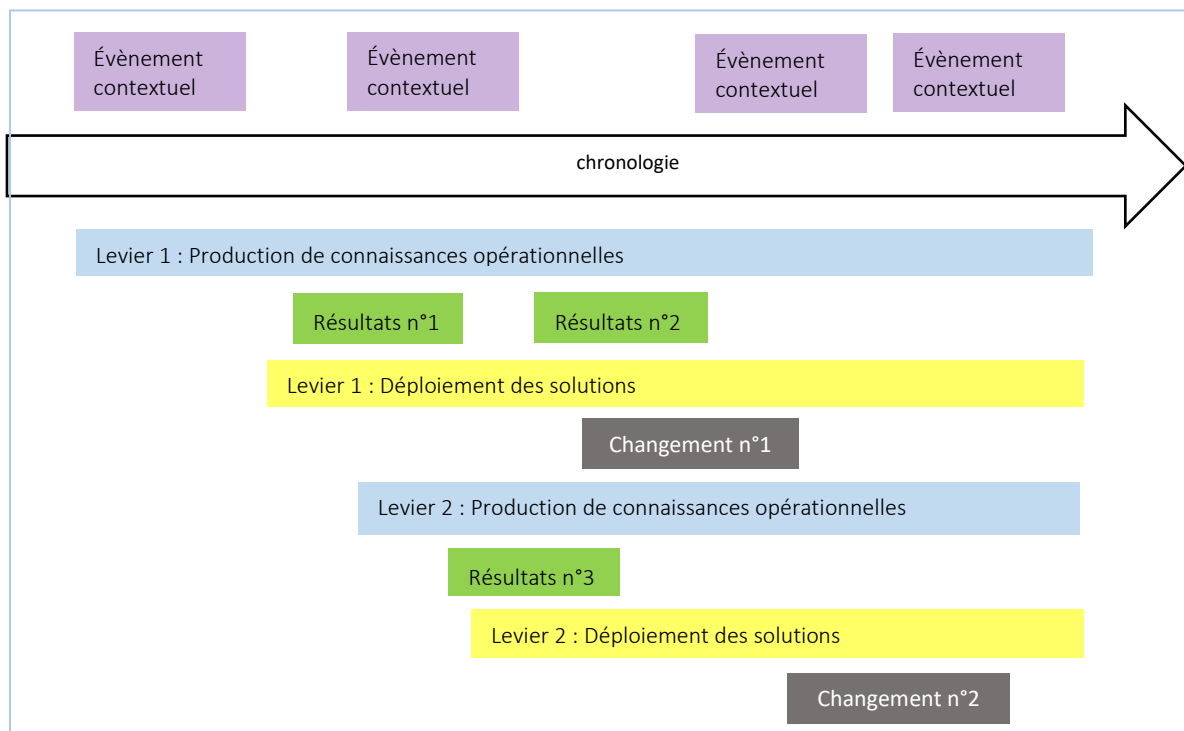 Évènement
contextuel
Évènement
contextuel
Évènement
contextuel
Évènement
contextuel
chronologie
Levier 1 : Production de connaissances opérationnelles
Résultats n°1
Résultats n°2
Levier 1 : Déploiement des solutions
Changement n°1
Levier 2 : Production de connaissances opérationnelles
Résultats n°3
Levier 2 : Déploiement des solutions
Changement n°2